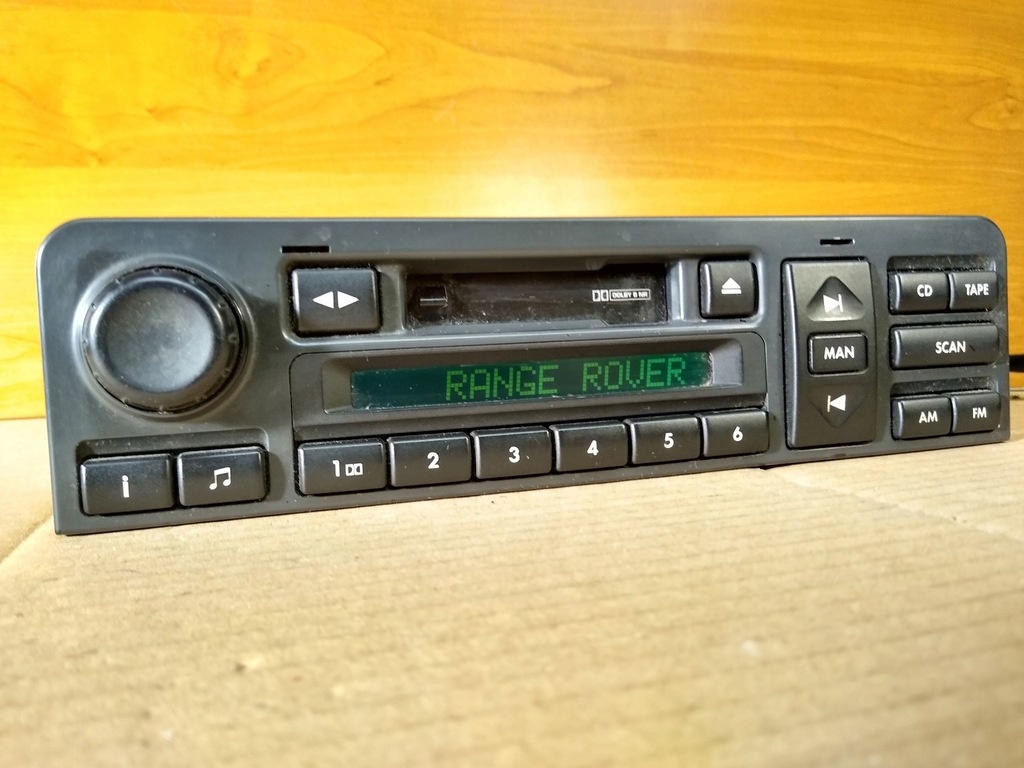 DOLBY B NR
RANGE ROVER
i
1 2 3 4 5 6
MAN
CD TAPE
SCAN
AM FM